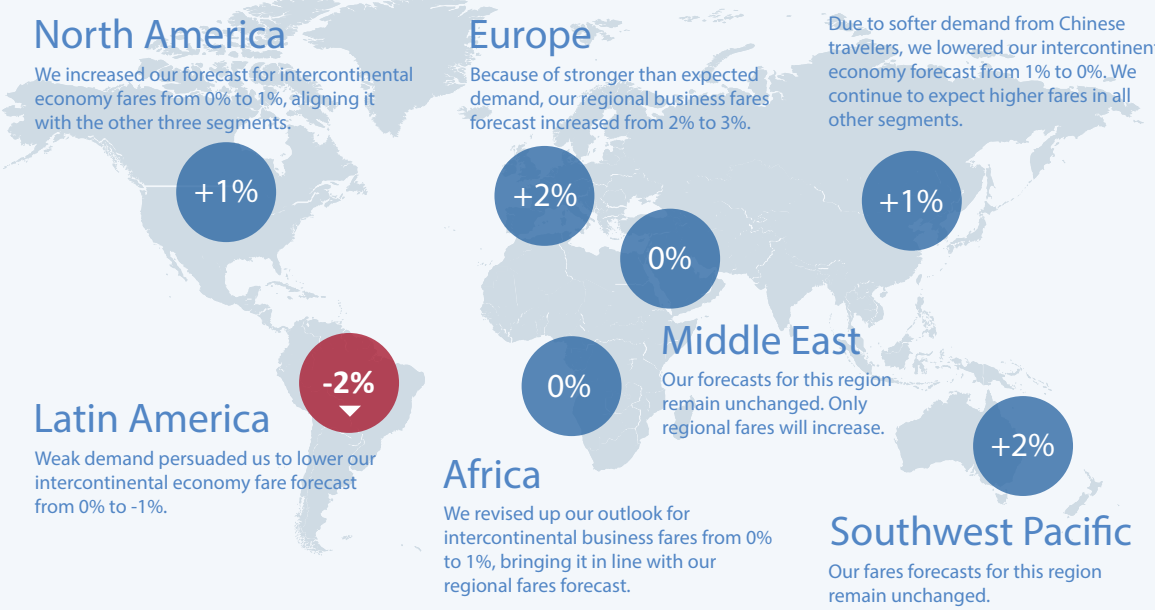 North America
We increased our forecast for intercontinental
economy fares from 0% to 1%, aligning it
with the other three segments.
+1%
Europe
Because of stronger than expected
demand, our regional business fares
forecast increased from 2% to 3%.
+2%
Due to softer demand from Chinese
travelers, we lowered our intercontinent
economy forecast from 1% to 0%. We
continue to expect higher fares in all
other segments.
+1%
0%
Middle East
Our forecasts for this region
remain unchanged. Only
regional fares will increase.
-2%
Latin America
Weak demand persuaded us to lower our
intercontinental economy fare forecast
from 0% to -1%.
0%
Africa
We revised up our outlook for
intercontinental business fares from 0%
to 1%, bringing it in line with our
regional fares forecast.
+2%
Southwest Pacific
Our fares forecasts for this region
remain unchanged.